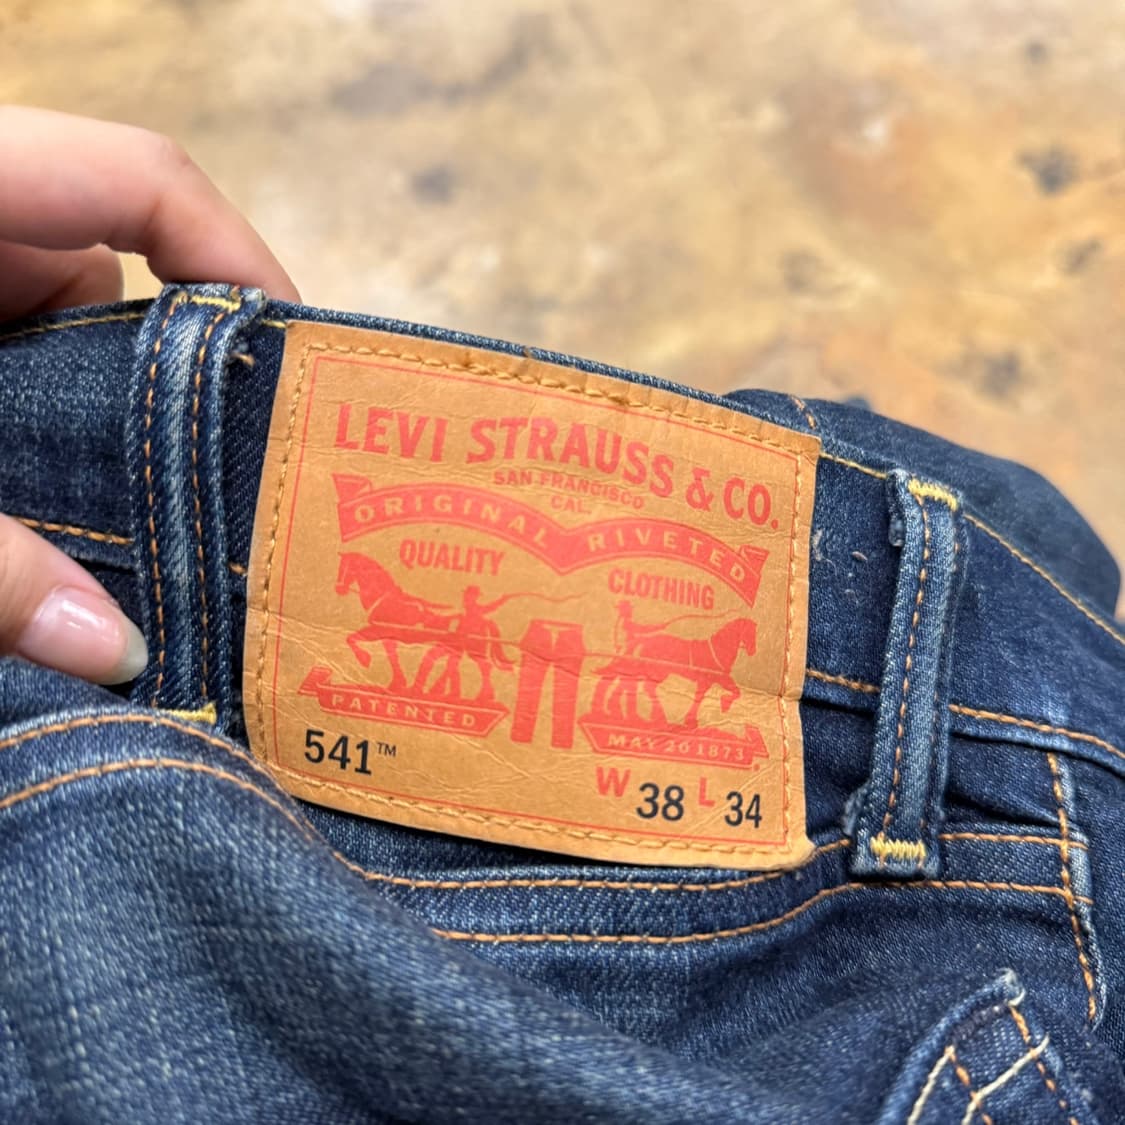 LEVI STRAUSS & CO.
SAN FRANCISCO
CAL.
ORIGINAL RIVETED
QUALITY CLOTHING
PATENTED MAY 20 1873
541™ W 38 L 34